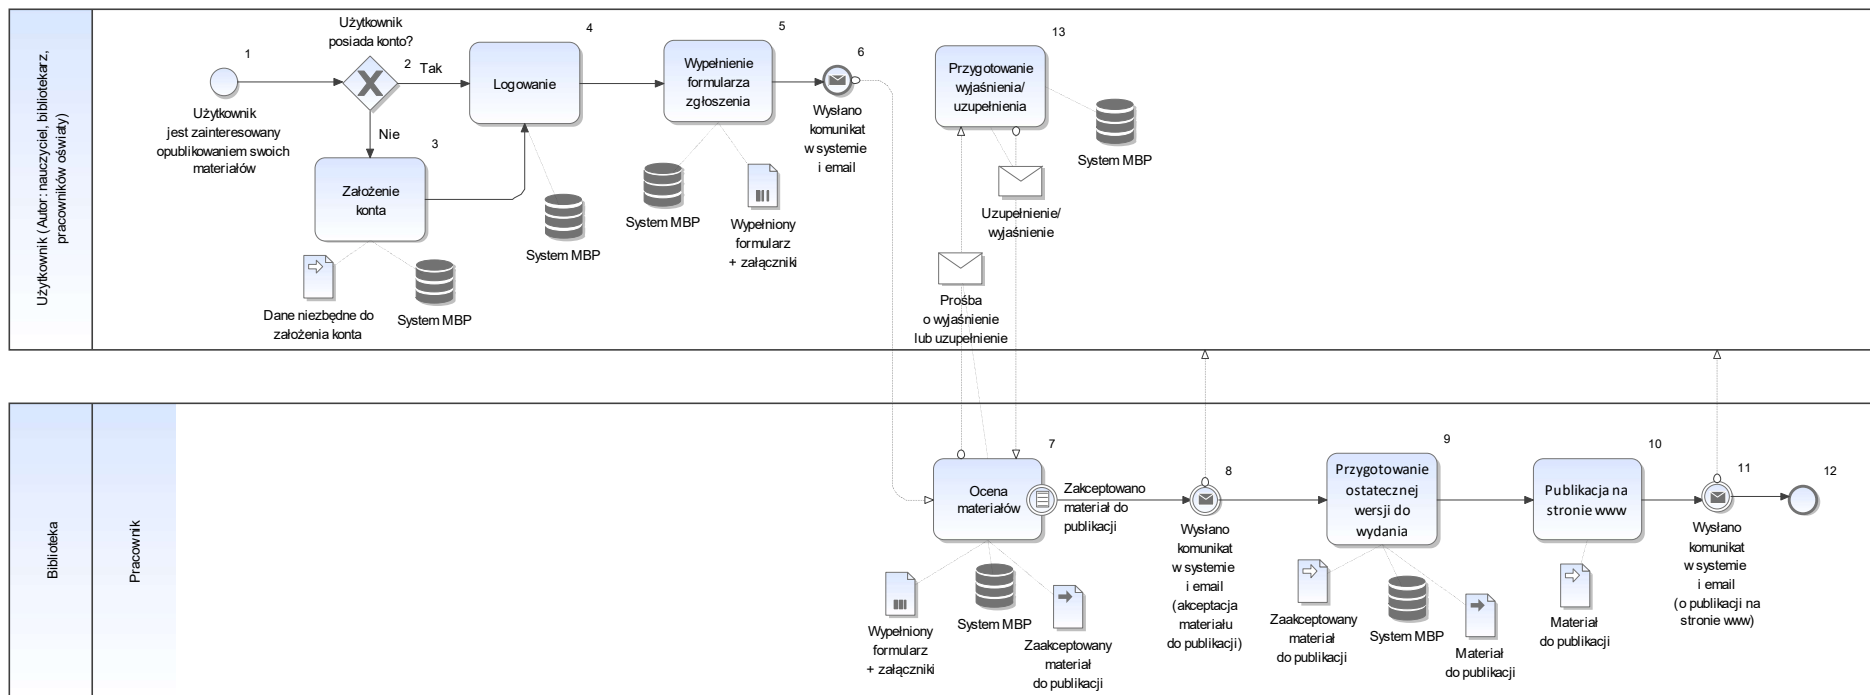 Użytkownik (Autor: nauczyciel, bibliotekarz,
pracowników oświaty)
1
Użytkownik
jest zainteresowany
opublikowaniem swoich
materiałów
Użytkownik
posiada konto?
2
Tak
Nie
3
Założenie
konta
Dane niezbędne do
założenia konta
System MBP
4
Logowanie
System MBP
5
Wypełnienie
formularza
zgłoszenia
System MBP
Wypełniony
formularz
+ załączniki
6
Wysłano
komunikat
w systemie
i email
13
Przygotowanie
wyjaśnienia/
uzupełnienia
System MBP
Uzupełnienie/
wyjaśnienie
Prośba
o wyjaśnienie
lub uzupełnienie
Biblioteka
Pracownik
7
Ocena
materiałów
Zakceptowano
materiał do
publikacji
Wypełniony
formularz
+ załączniki
System MBP
Zaakceptowany
materiał
do publikacji
8
Wysłano
komunikat
w systemie
i email
(akceptacja
materiału
do publikacji)
9
Przygotowanie
ostatecznej
wersji do
wydania
Zaakceptowany
materiał
do publikacji
System MBP
Materiał
do publikacji
10
Publikacja na
stronie www
Materiał
do publikacji
11
Wysłano
komunikat
w systemie
i email
(o publikacji na
stronie www)
12